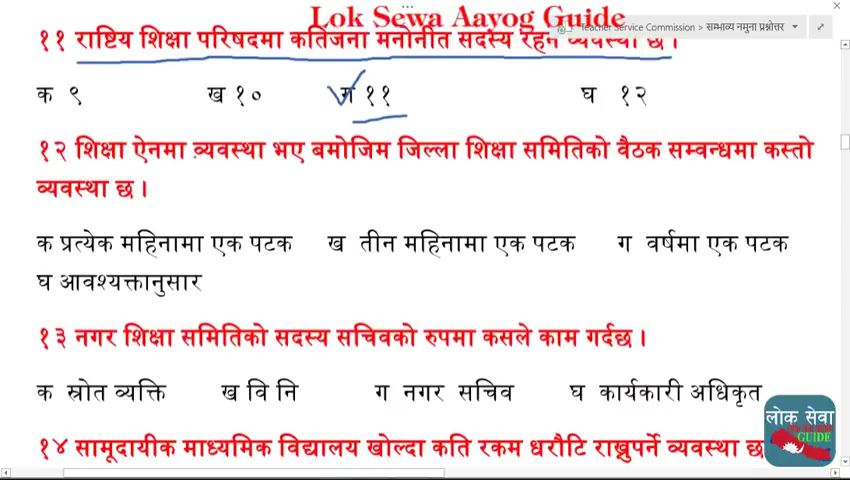 Lok Sewa Aayog Guide
Teacher Service Commission > सम्भाव्य नमुना प्रश्नोत्तर
११ राष्टिय शिक्षा परिषदमा कतिजना मनोनीत सदस्य रहने व्यवस्था छ ।
क ९ ख १० ग ११ घ १२
१२ शिक्षा ऐनमा व्यवस्था भए बमोजिम जिल्ला शिक्षा समितिको वैठक सम्वन्धमा कस्तो
व्यवस्था छ ।
क प्रत्येक महिनामा एक पटक ख तीन महिनामा एक पटक ग वर्षमा एक पटक
घ आवश्यक्तानुसार
१३ नगर शिक्षा समितिको सदस्य सचिवको रुपमा कसले काम गर्दछ ।
क स्रोत व्यक्ति ख वि नि ग नगर सचिव घ कार्यकारी अधिकृत
लोक सेवा
GUIDE
१४ सामूदायीक माध्यमिक विद्यालय खोल्दा कति रकम धरौटि राख्नुपर्ने व्यवस्था छ